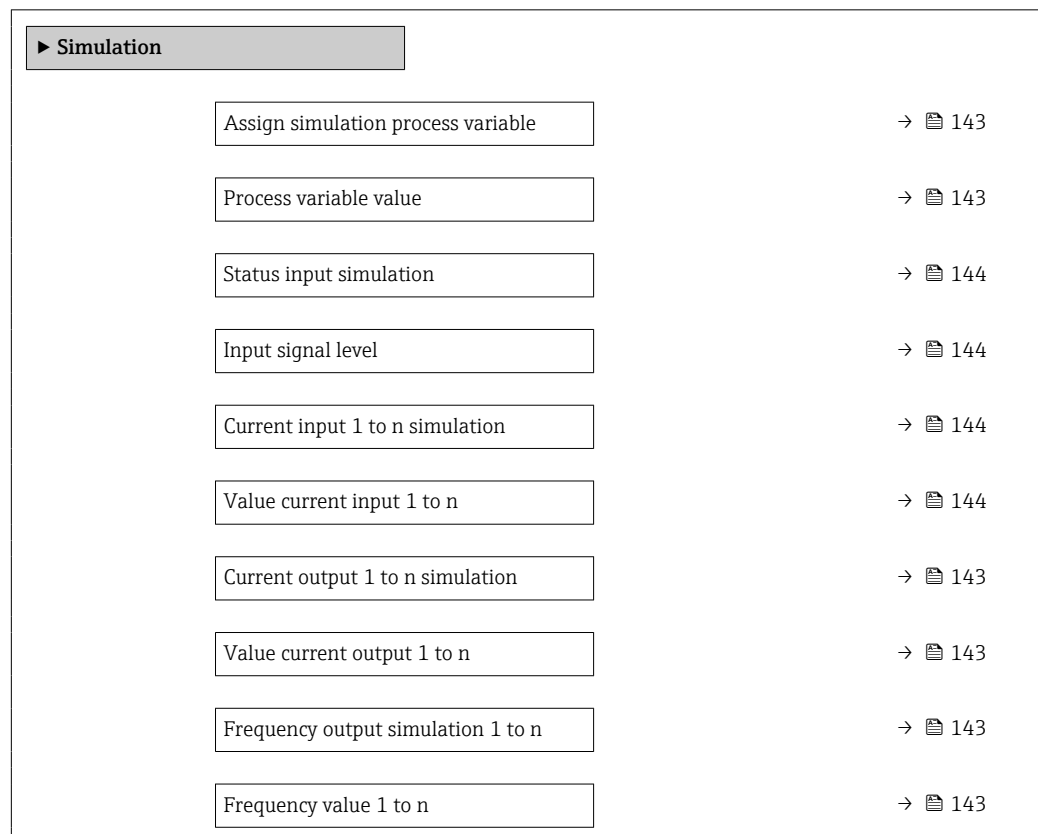 ▶ Simulation
Assign simulation process variable → 143
Process variable value → 143
Status input simulation → 144
Input signal level → 144
Current input 1 to n simulation → 144
Value current input 1 to n → 144
Current output 1 to n simulation → 143
Value current output 1 to n → 143
Frequency output simulation 1 to n → 143
Frequency value 1 to n → 143